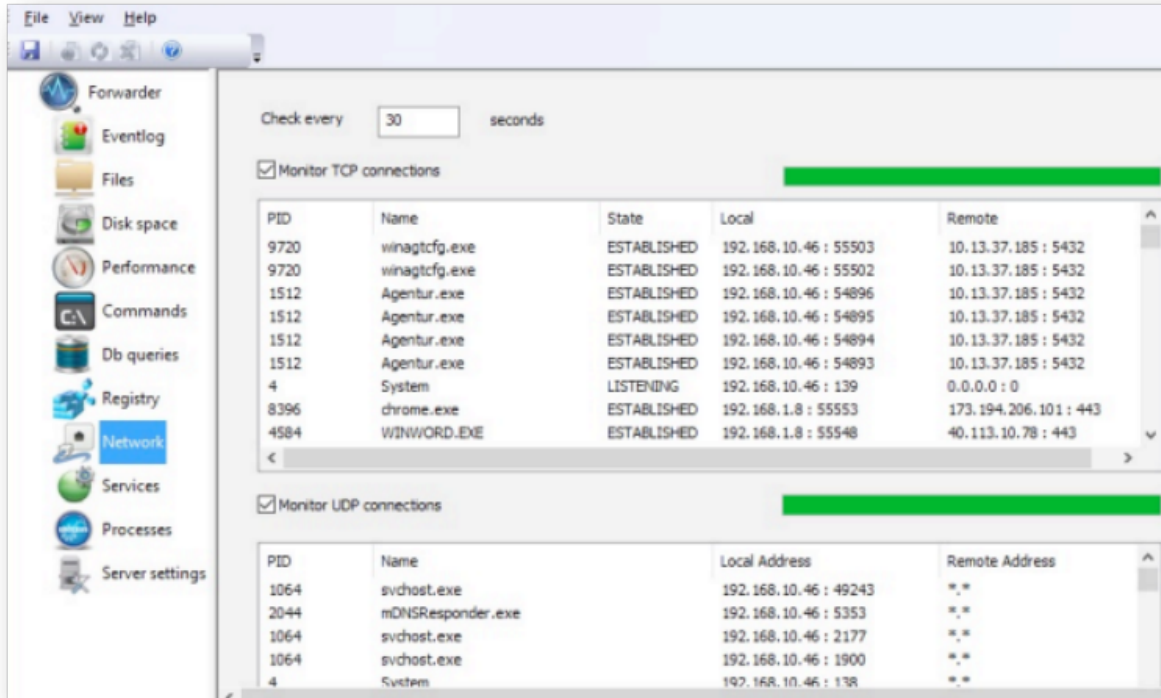 File View Help
Forwarder
Eventlog
Files
Disk space
Performance
C:\
Commands
Db queries
Registry
Network
Services
Processes
Server settings
Check every 30 seconds
Monitor TCP connections
PID Name State Local Remote
9720 winagtcfg.exe ESTABLISHED 192.168.10.46 : 55503 10.13.37.185 : 5432
9720 winagtcfg.exe ESTABLISHED 192.168.10.46 : 55502 10.13.37.185 : 5432
1512 Agentur.exe ESTABLISHED 192.168.10.46 : 54896 10.13.37.185 : 5432
1512 Agentur.exe ESTABLISHED 192.168.10.46 : 54895 10.13.37.185 : 5432
1512 Agentur.exe ESTABLISHED 192.168.10.46 : 54894 10.13.37.185 : 5432
1512 Agentur.exe ESTABLISHED 192.168.10.46 : 54893 10.13.37.185 : 5432
4 System LISTENING 192.168.10.46 : 139 0.0.0.0 : 0
8396 chrome.exe ESTABLISHED 192.168.1.8 : 55553 173.194.206.101 : 443
4584 WINWORD.EXE ESTABLISHED 192.168.1.8 : 55548 40.113.10.78 : 443
Monitor UDP connections
PID Name Local Address Remote Address
1064 svchost.exe 192.168.10.46 : 49243 *.*
2044 mDNSResponder.exe 192.168.10.46 : 5353 *.*
1064 svchost.exe 192.168.10.46 : 2177 *.*
1064 svchost.exe 192.168.10.46 : 1900 *.*
4 System 192.168.10.46 : 138 *.*